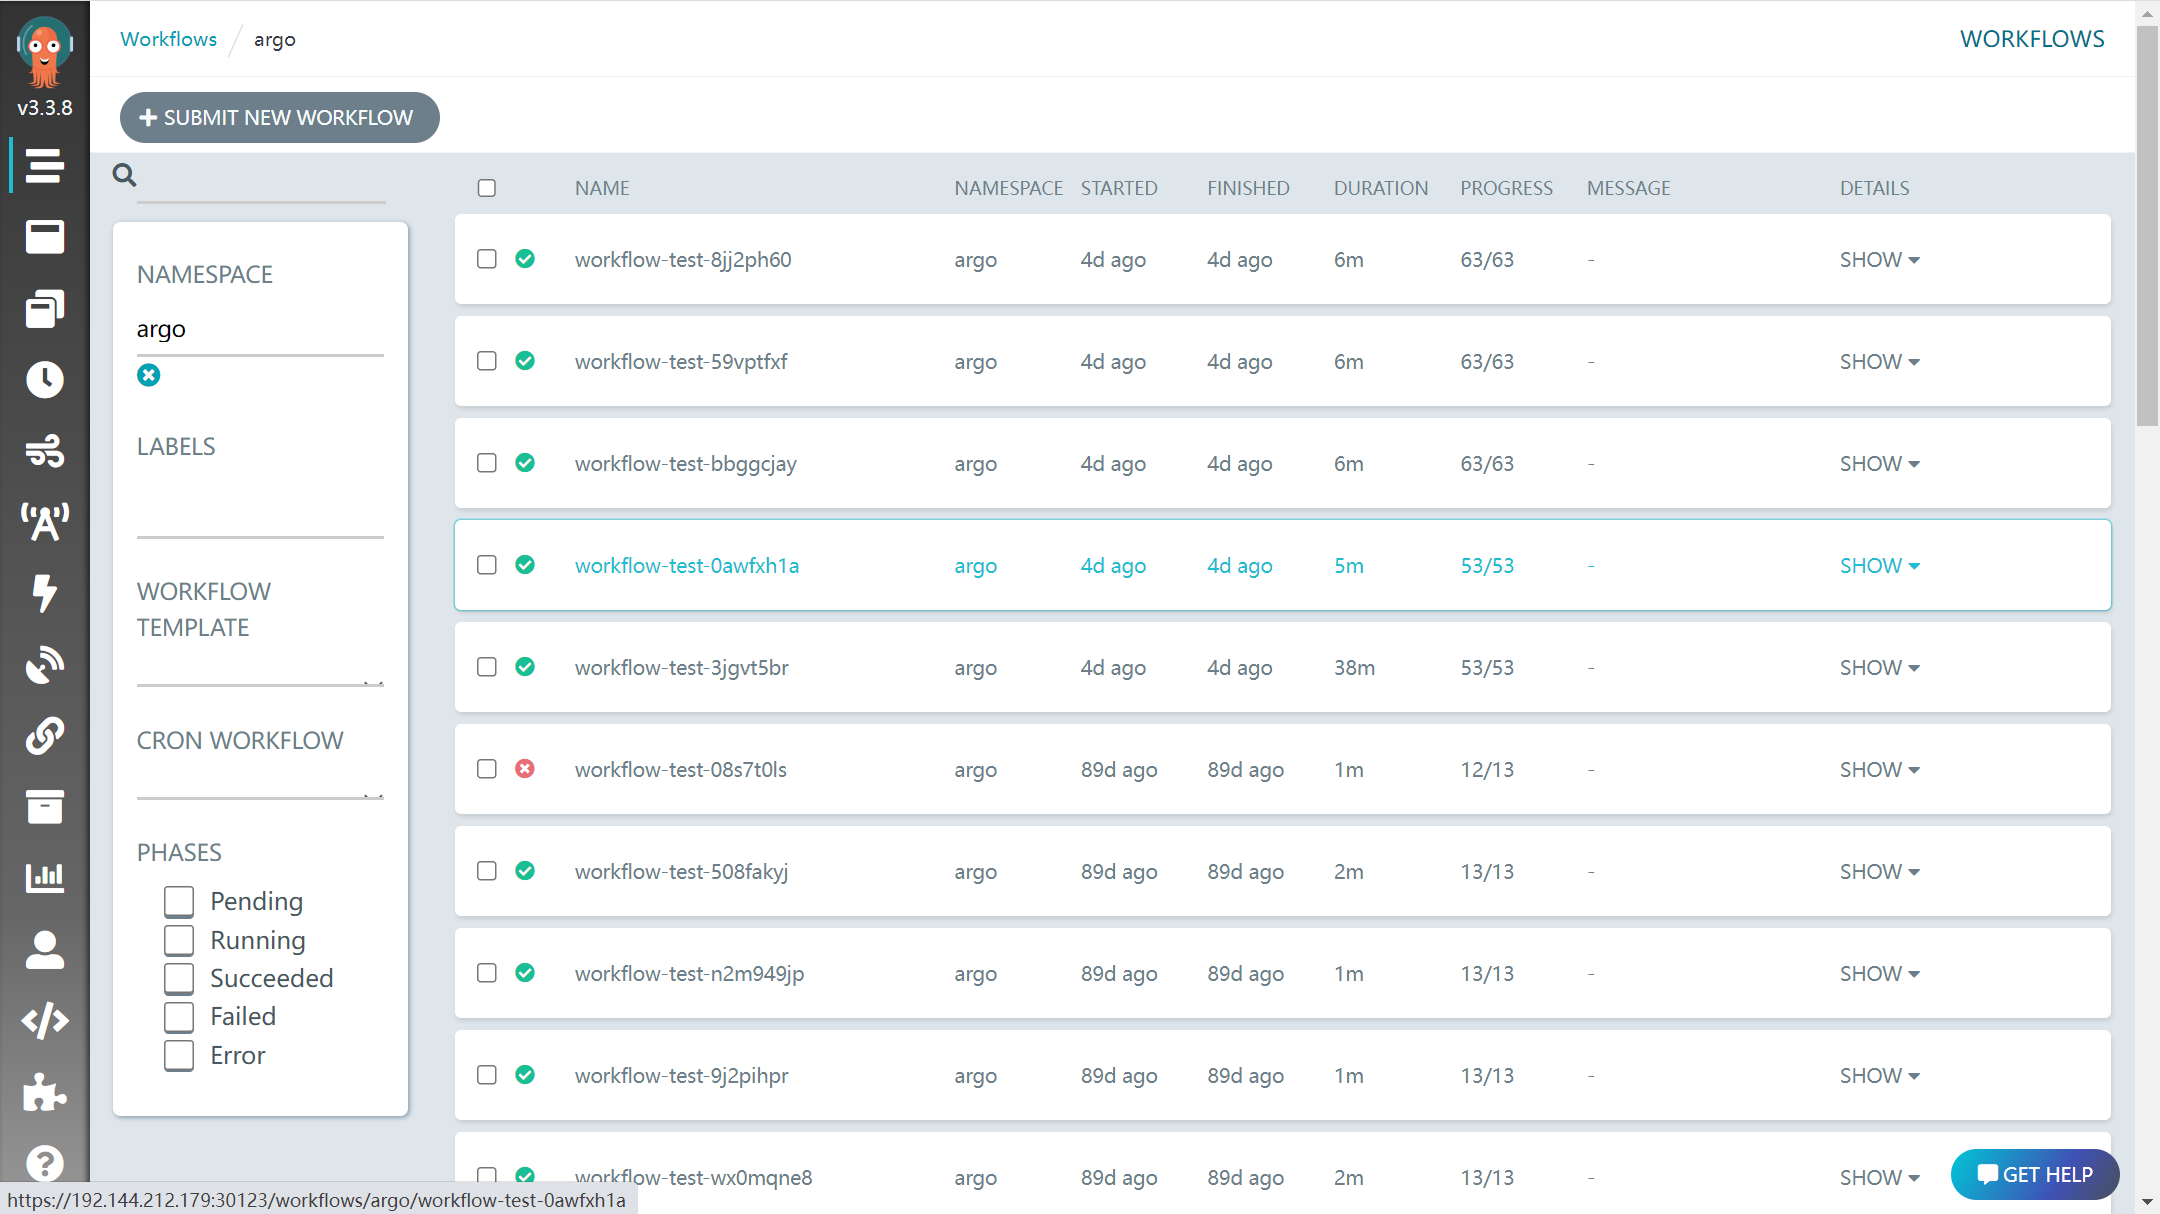 Workflows
argo
WORKFLOWS
v3.3.8
SUBMIT NEW WORKFLOW
NAMESPACE
argo
LABELS
WORKFLOW
TEMPLATE
CRON WORKFLOW
PHASES
Pending
Running
Succeeded
Failed
Error
NAME NAMESPACE STARTED FINISHED DURATION PROGRESS MESSAGE DETAILS
workflow-test-8jj2ph60 argo 4d ago 4d ago 6m 63/63 - SHOW
workflow-test-59vptfxf argo 4d ago 4d ago 6m 63/63 - SHOW
workflow-test-bbggcjay argo 4d ago 4d ago 6m 63/63 - SHOW
workflow-test-0awfxh1a argo 4d ago 4d ago 5m 53/53 - SHOW
workflow-test-3jgvt5br argo 4d ago 4d ago 38m 53/53 - SHOW
workflow-test-08s7t0ls argo 89d ago 89d ago 1m 12/13 - SHOW
workflow-test-508fakyj argo 89d ago 89d ago 2m 13/13 - SHOW
workflow-test-n2m949jp argo 89d ago 89d ago 1m 13/13 - SHOW
workflow-test-9j2pihpr argo 89d ago 89d ago 1m 13/13 - SHOW
workflow-test-wx0mqne8 argo 89d ago 89d ago 2m 13/13 - SHOW
GET HELP
https://192.144.212.179:30123/workflows/argo/workflow-test-0awfxh1a